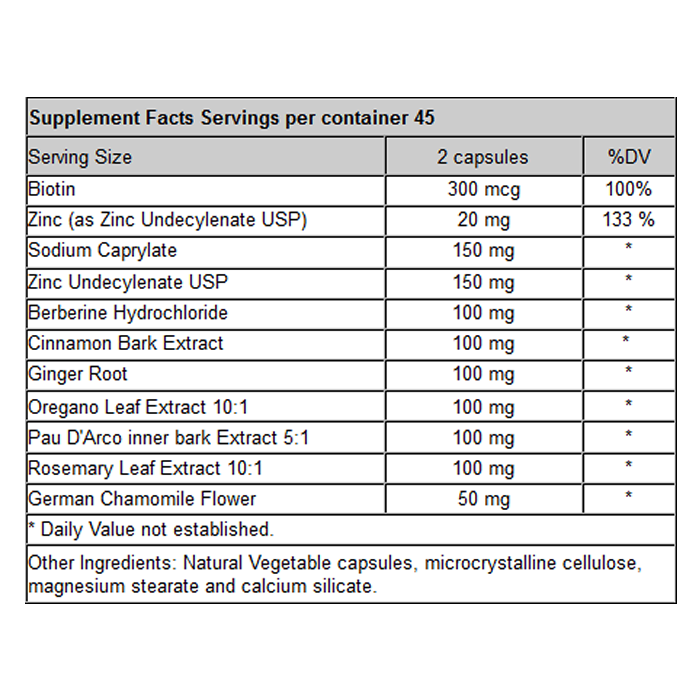 Supplement Facts Servings per container 45
Serving Size 2 capsules %DV
Biotin 300 mcg 100%
Zinc (as Zinc Undecylenate USP) 20 mg 133 %
Sodium Caprylate 150 mg *
Zinc Undecylenate USP 150 mg *
Berberine Hydrochloride 100 mg *
Cinnamon Bark Extract 100 mg *
Ginger Root 100 mg *
Oregano Leaf Extract 10:1 100 mg *
Pau D'Arco inner bark Extract 5:1 100 mg *
Rosemary Leaf Extract 10:1 100 mg *
German Chamomile Flower 50 mg *
* Daily Value not established.
Other Ingredients: Natural Vegetable capsules, microcrystalline cellulose,
magnesium stearate and calcium silicate.